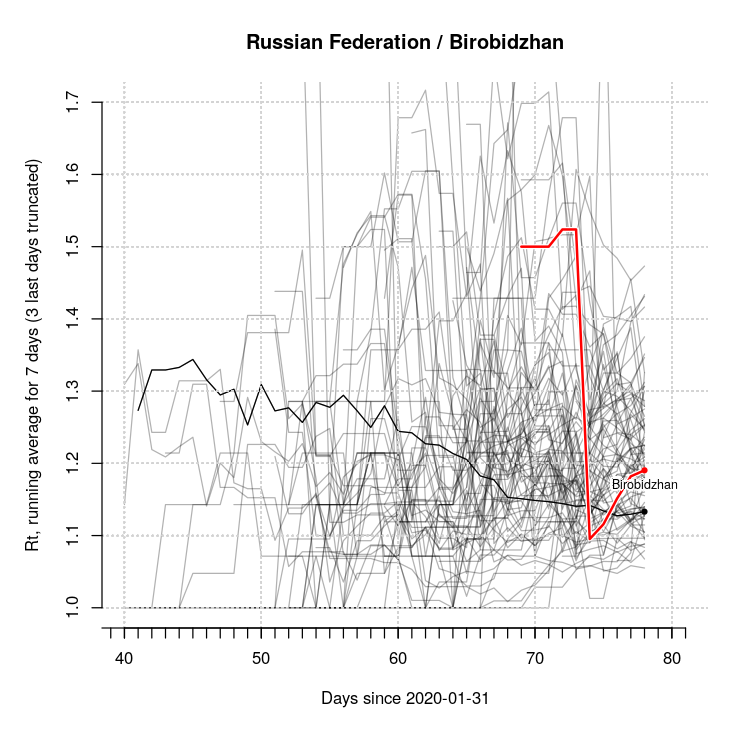 Russian Federation / Birobidzhan
Rt, running average for 7 days (3 last days truncated)
1.7
1.6
1.5
1.4
1.3
1.2
1.1
1.0
Birobidzhan
40 50 60 70 80
Days since 2020-01-31